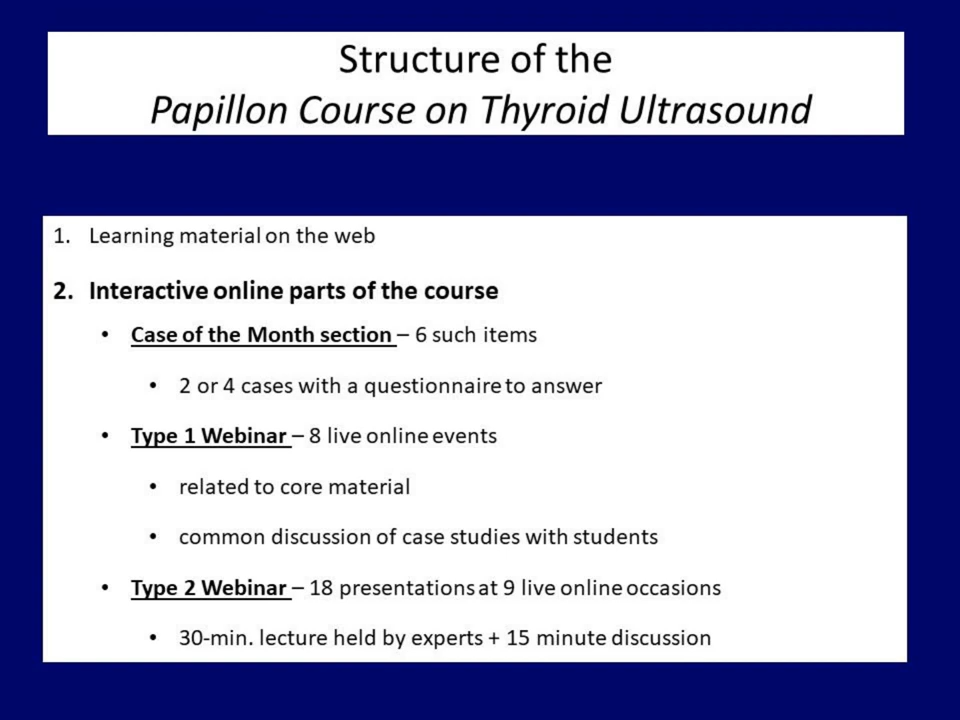 Structure of the
Papillon Course on Thyroid Ultrasound
1. Learning material on the web
2. Interactive online parts of the course
• Case of the Month section – 6 such items
• 2 or 4 cases with a questionnaire to answer
• Type 1 Webinar – 8 live online events
• related to core material
• common discussion of case studies with students
• Type 2 Webinar – 18 presentations at 9 live online occasions
• 30-min. lecture held by experts + 15 minute discussion